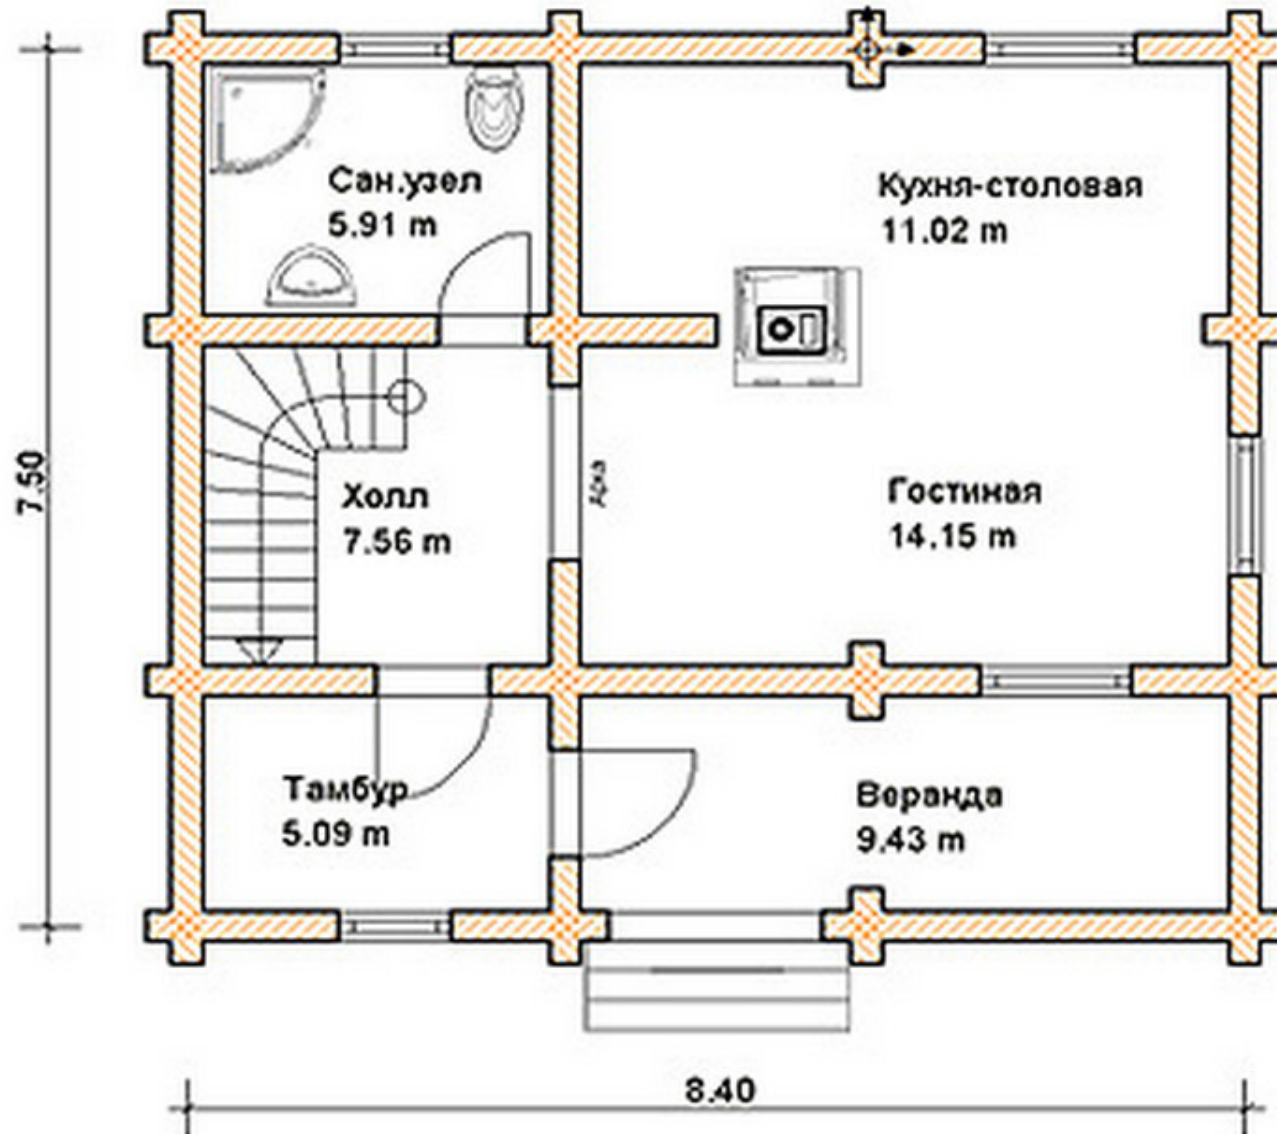 Сан.узел
5.91 m
Кухня-столовая
11.02 m
7.50
Холл
7.56 m
Арка
Гостиная
14.15 m
Тамбур
5.09 m
Веранда
9.43 m
8.40